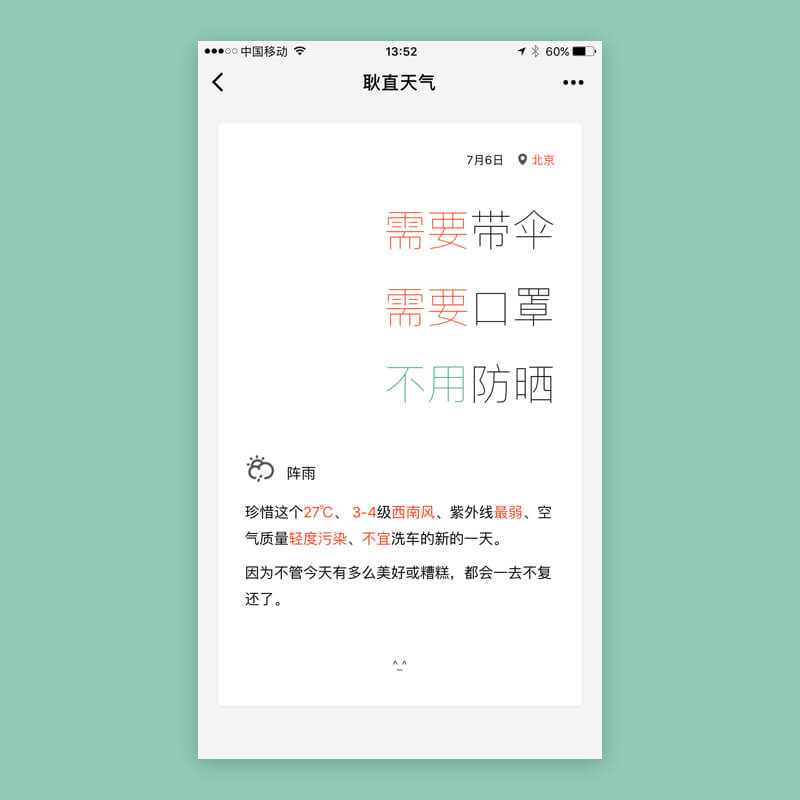 中国移动 13:52 60%
耿直天气
7月6日 北京
需要带伞
需要口罩
不用防晒
阵雨
珍惜这个27℃、 3-4级西南风、紫外线最弱、空
气质量轻度污染、不宜洗车的新的一天。
因为不管今天有多么美好或糟糕，都会一去不复
还了。
^_^